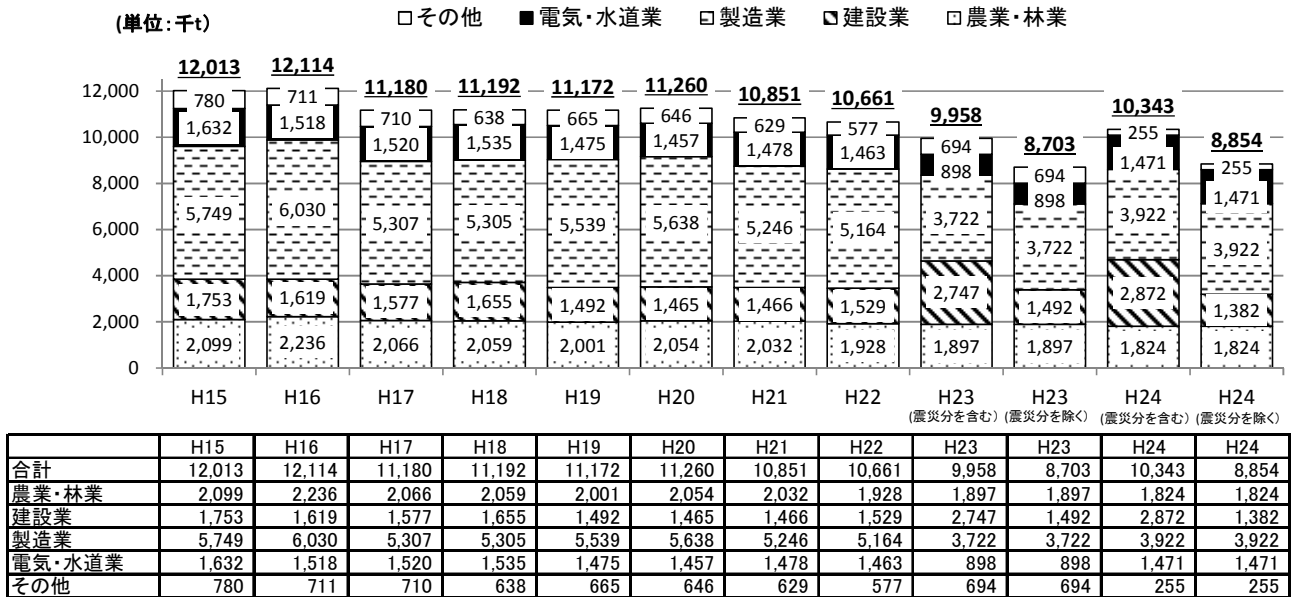 (単位:千t)
□その他 ■電気・水道業 製造業 建設業 農業・林業
12,013 12,114 11,180 11,192 11,172 11,260 10,851 10,661 9,958 8,703 10,343 8,854
12,000
10,000
8,000
6,000
4,000
2,000
0
780 711 710 638 665 646 629 577 694 694 255 255
1,632 1,518 1,520 1,535 1,475 1,457 1,478 1,463 898 898 1,471 1,471
5,749 6,030 5,307 5,305 5,539 5,638 5,246 5,164 3,722 3,722 3,922 3,922
1,753 1,619 1,577 1,655 1,492 1,465 1,466 1,529 2,747 1,492 2,872 1,382
2,099 2,236 2,066 2,059 2,001 2,054 2,032 1,928 1,897 1,897 1,824 1,824
H15 H16 H17 H18 H19 H20 H21 H22 H23 H23 H24 H24
(震災分を含む) (震災分を除く) (震災分を含む) (震災分を除く)
H15 H16 H17 H18 H19 H20 H21 H22 H23 H23 H24 H24
合計 12,013 12,114 11,180 11,192 11,172 11,260 10,851 10,661 9,958 8,703 10,343 8,854
農業・林業 2,099 2,236 2,066 2,059 2,001 2,054 2,032 1,928 1,897 1,897 1,824 1,824
建設業 1,753 1,619 1,577 1,655 1,492 1,465 1,466 1,529 2,747 1,492 2,872 1,382
製造業 5,749 6,030 5,307 5,305 5,539 5,638 5,246 5,164 3,722 3,722 3,922 3,922
電気・水道業 1,632 1,518 1,520 1,535 1,475 1,457 1,478 1,463 898 898 1,471 1,471
その他 780 711 710 638 665 646 629 577 694 694 255 255